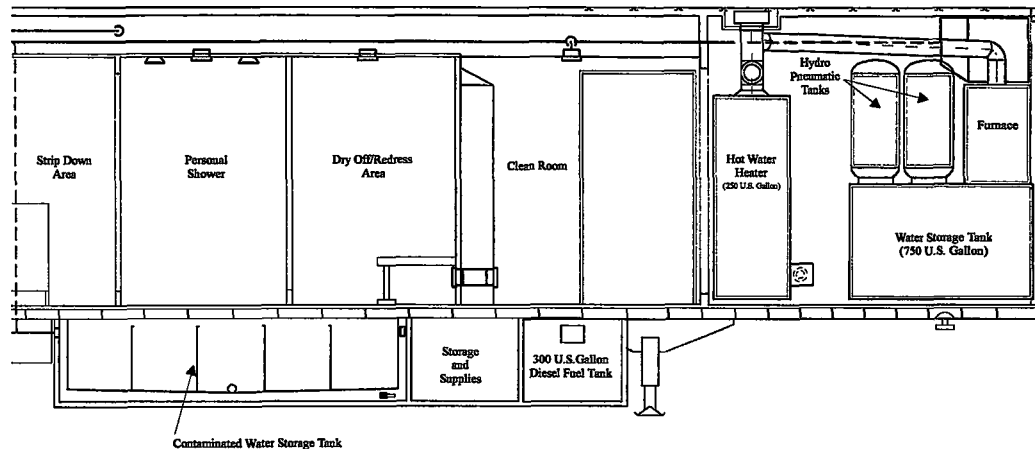 Hydro
Pneumatic
Tanks
Strip Down
Area
Personal
Shower
Dry Off/Redress
Area
Clean Room
Hot Water
Heater
(250 U.S. Gallon)
Furnace
Water Storage Tank
(750 U.S. Gallon)
Storage
and
Supplies
300 U.S.Gallon
Diesel Fuel Tank
Contaminated Water Storage Tank